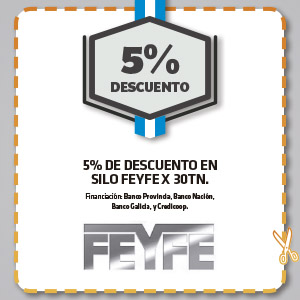 5%
DESCUENTO
5% DE DESCUENTO EN
SILO FEYFE X 30TN.
Financiación: Banco Provincia, Banco Nación,
Banco Galicia, y Credicoop.
FEYFE